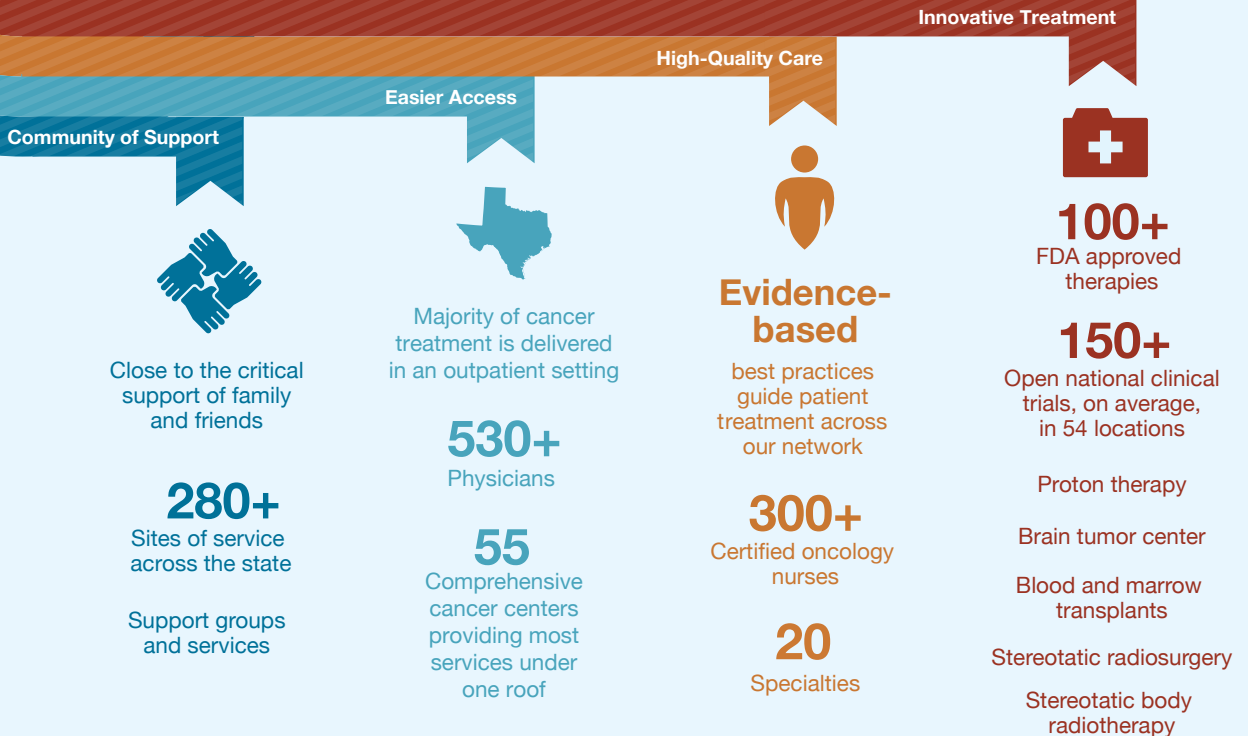 Innovative Treatment
High-Quality Care
Easier Access
Community of Support
Close to the critical
support of family
and friends
280+
Sites of service
across the state
Support groups
and services
Majority of cancer
treatment is delivered
in an outpatient setting
530+
Physicians
55
Comprehensive
cancer centers
providing most
services under
one roof
Evidence-
based
best practices
guide patient
treatment across
our network
300+
Certified oncology
nurses
20
Specialties
100+
FDA approved
therapies
150+
Open national clinical
trials, on average,
in 54 locations
Proton therapy
Brain tumor center
Blood and marrow
transplants
Stereotatic radiosurgery
Stereotatic body
radiotherapy